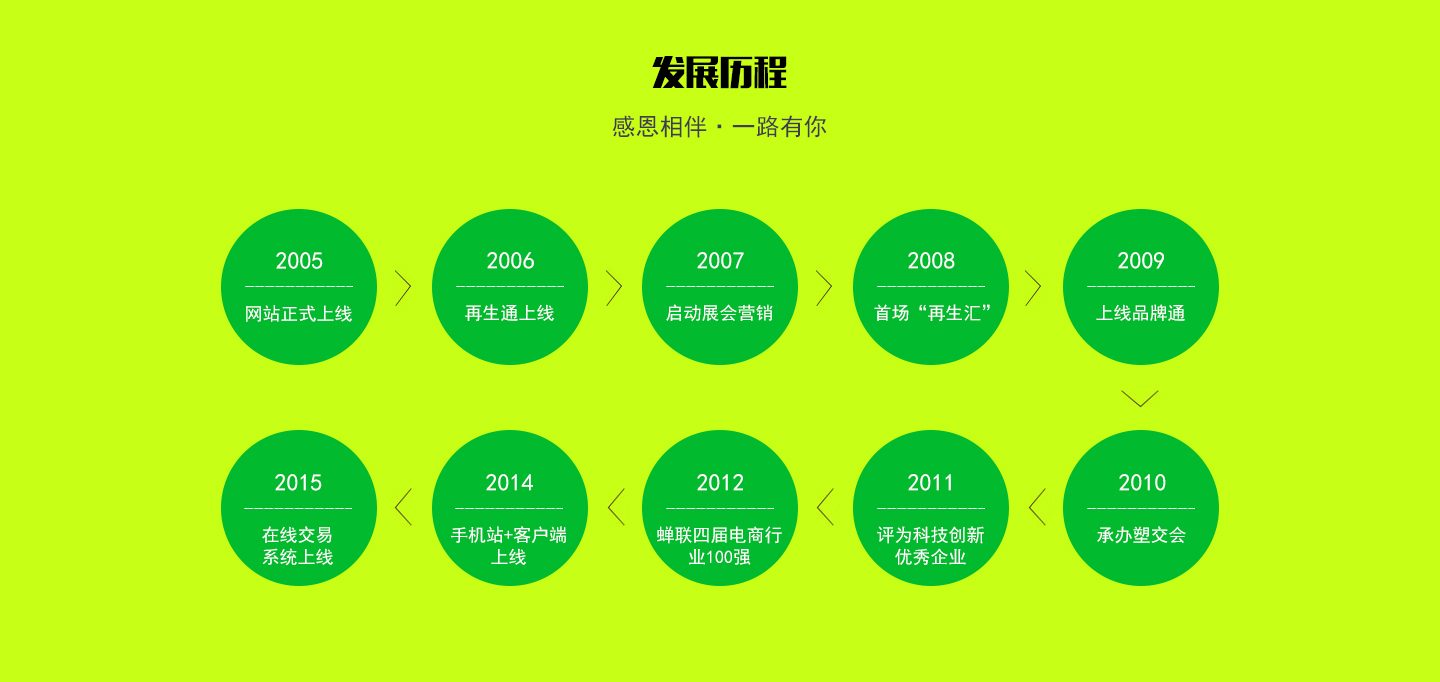 发展历程
感恩相伴·一路有你
2005
网站正式上线
2006
再生通上线
2007
启动展会营销
2008
首场“再生汇”
2009
上线品牌通
2010
承办塑交会
2011
评为科技创新
优秀企业
2012
蝉联四届电商行
业100强
2014
手机站+客户端
上线
2015
在线交易
系统上线